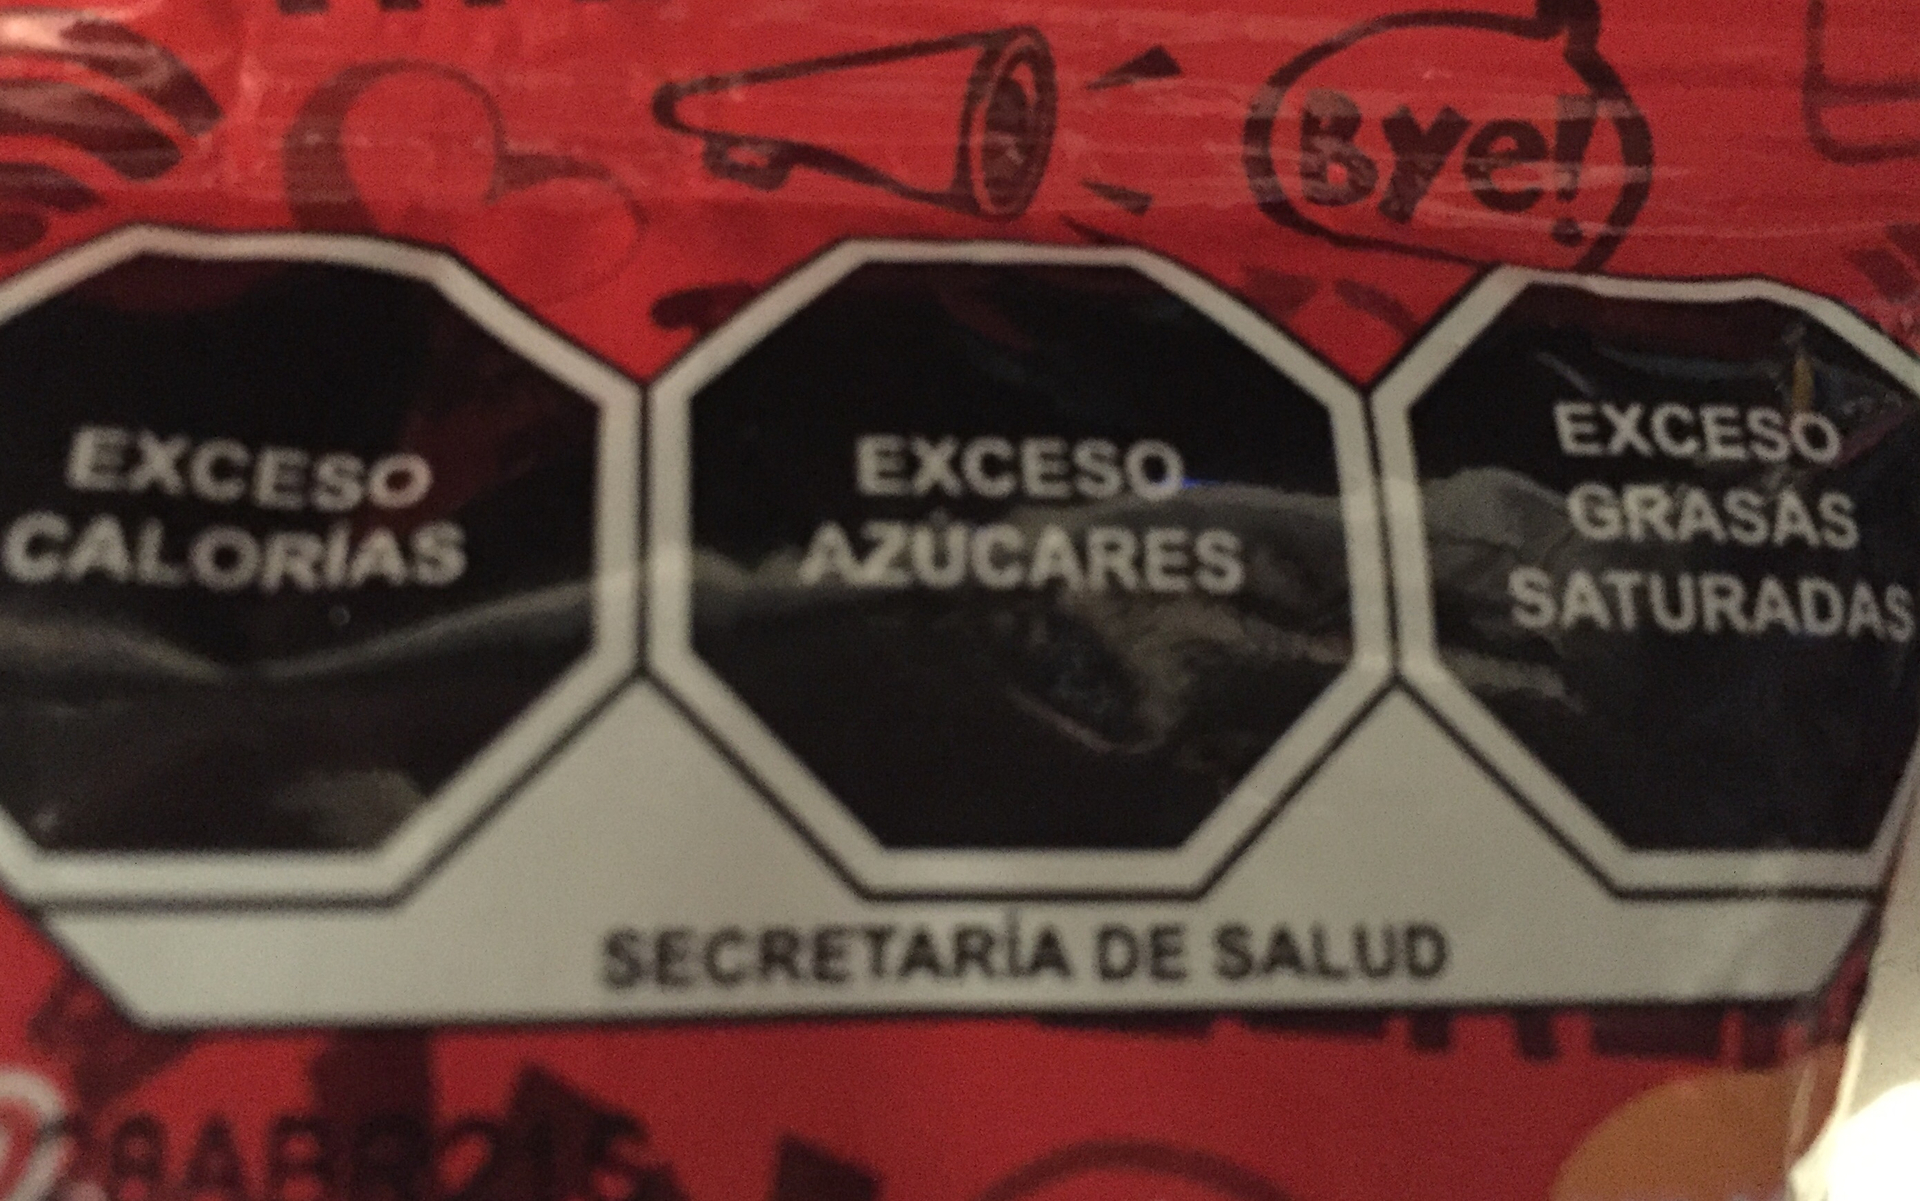 Bye!
EXCESO
CALORÍAS
EXCESO
AZÚCARES
EXCESO
GRASAS
SATURADAS
SECRETARÍA DE SALUD